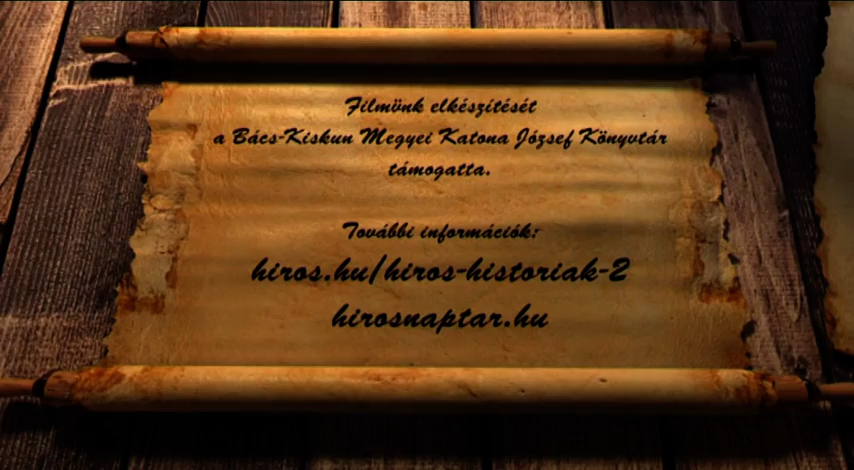 Filmünk elkészítését
a Bács-Kiskun Megyei Katona József Könyvtár
támogatta.
További információk:
hiros.hu/hiros-historiak-2
hirosnaptar.hu